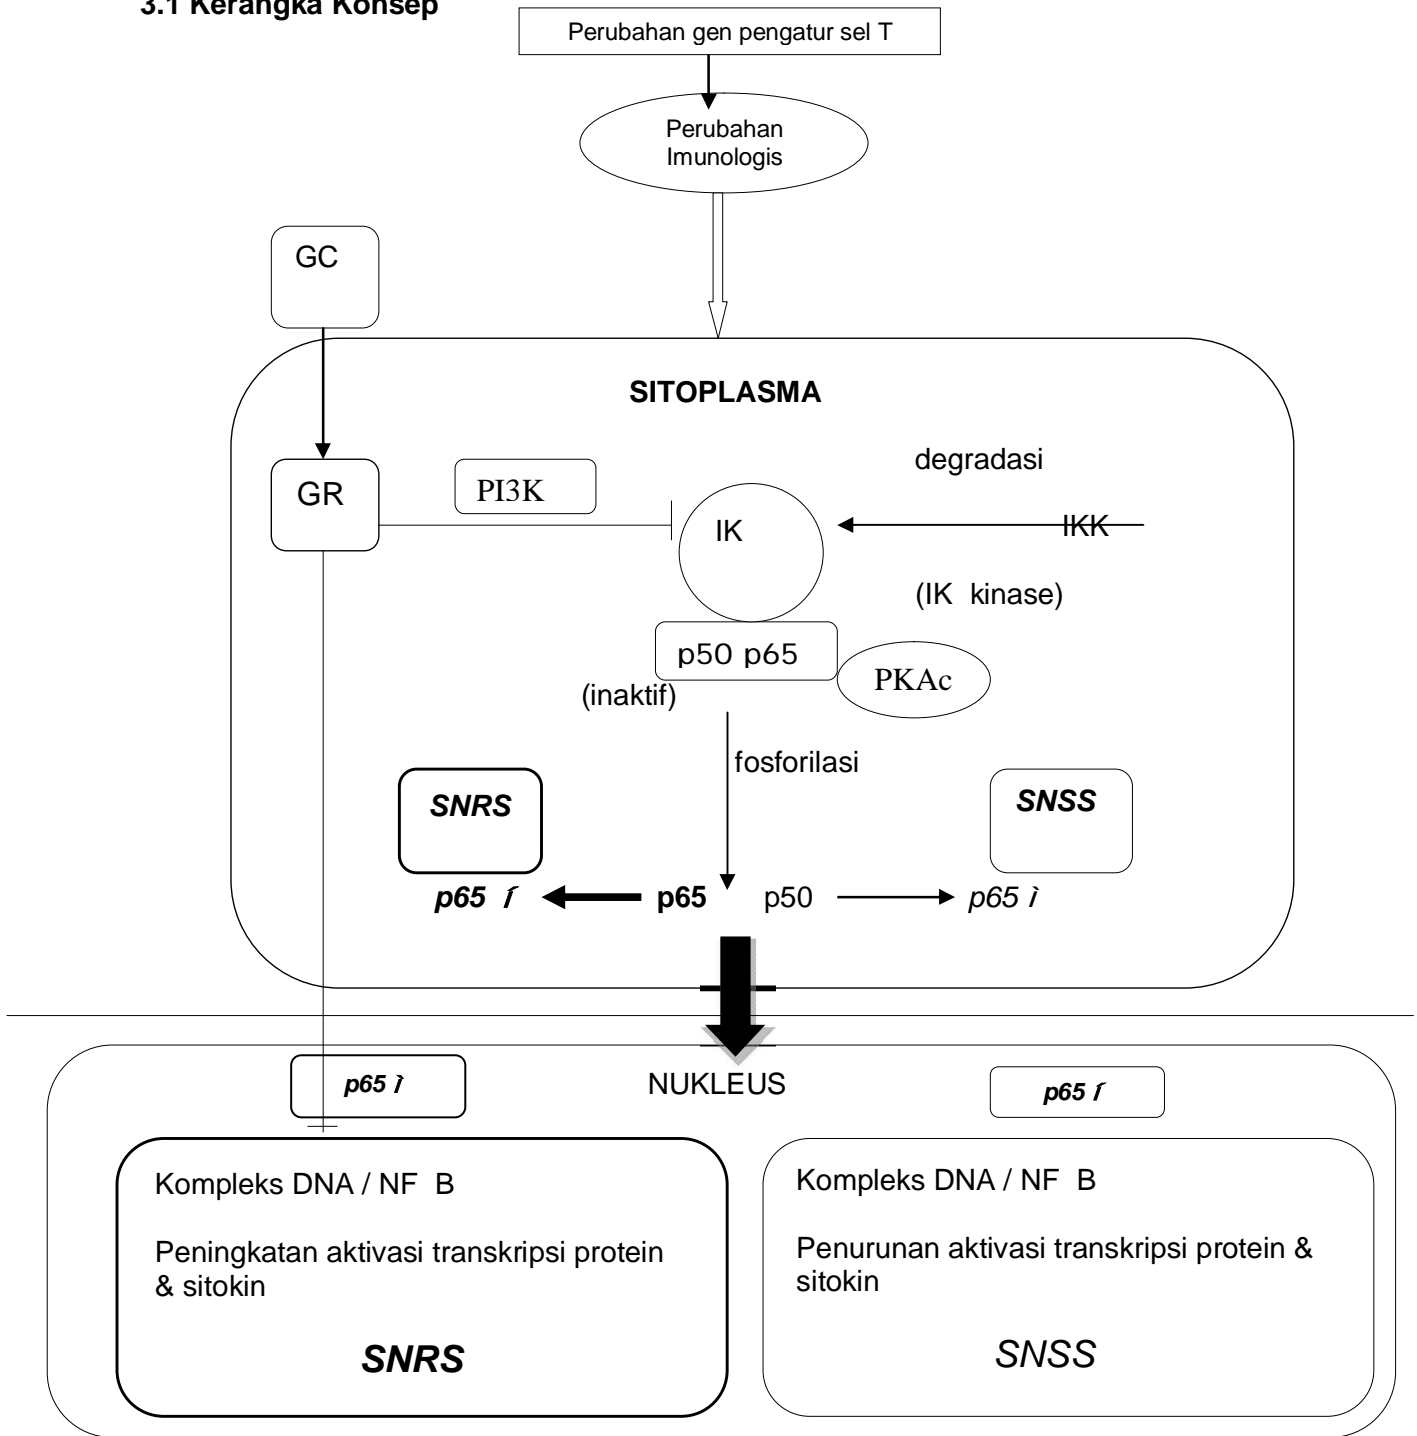 3.1 Kerangka Konsep
Perubahan gen pengatur sel T
Perubahan
Imunologis
GC
SITOPLASMA
degradasi
GR
PI3K
IK
IKK
(IK  kinase)
p50 p65
(inaktif)
PKAc
fosforilasi
SNRS
SNSS
p65 í
p65
p50
p65 ì
p65 ì
NUKLEUS
p65 í
Kompleks DNA / NF  B
Peningkatan aktivasi transkripsi protein
& sitokin
SNRS
Kompleks DNA / NF  B
Penurunan aktivasi transkripsi protein &
sitokin
SNSS